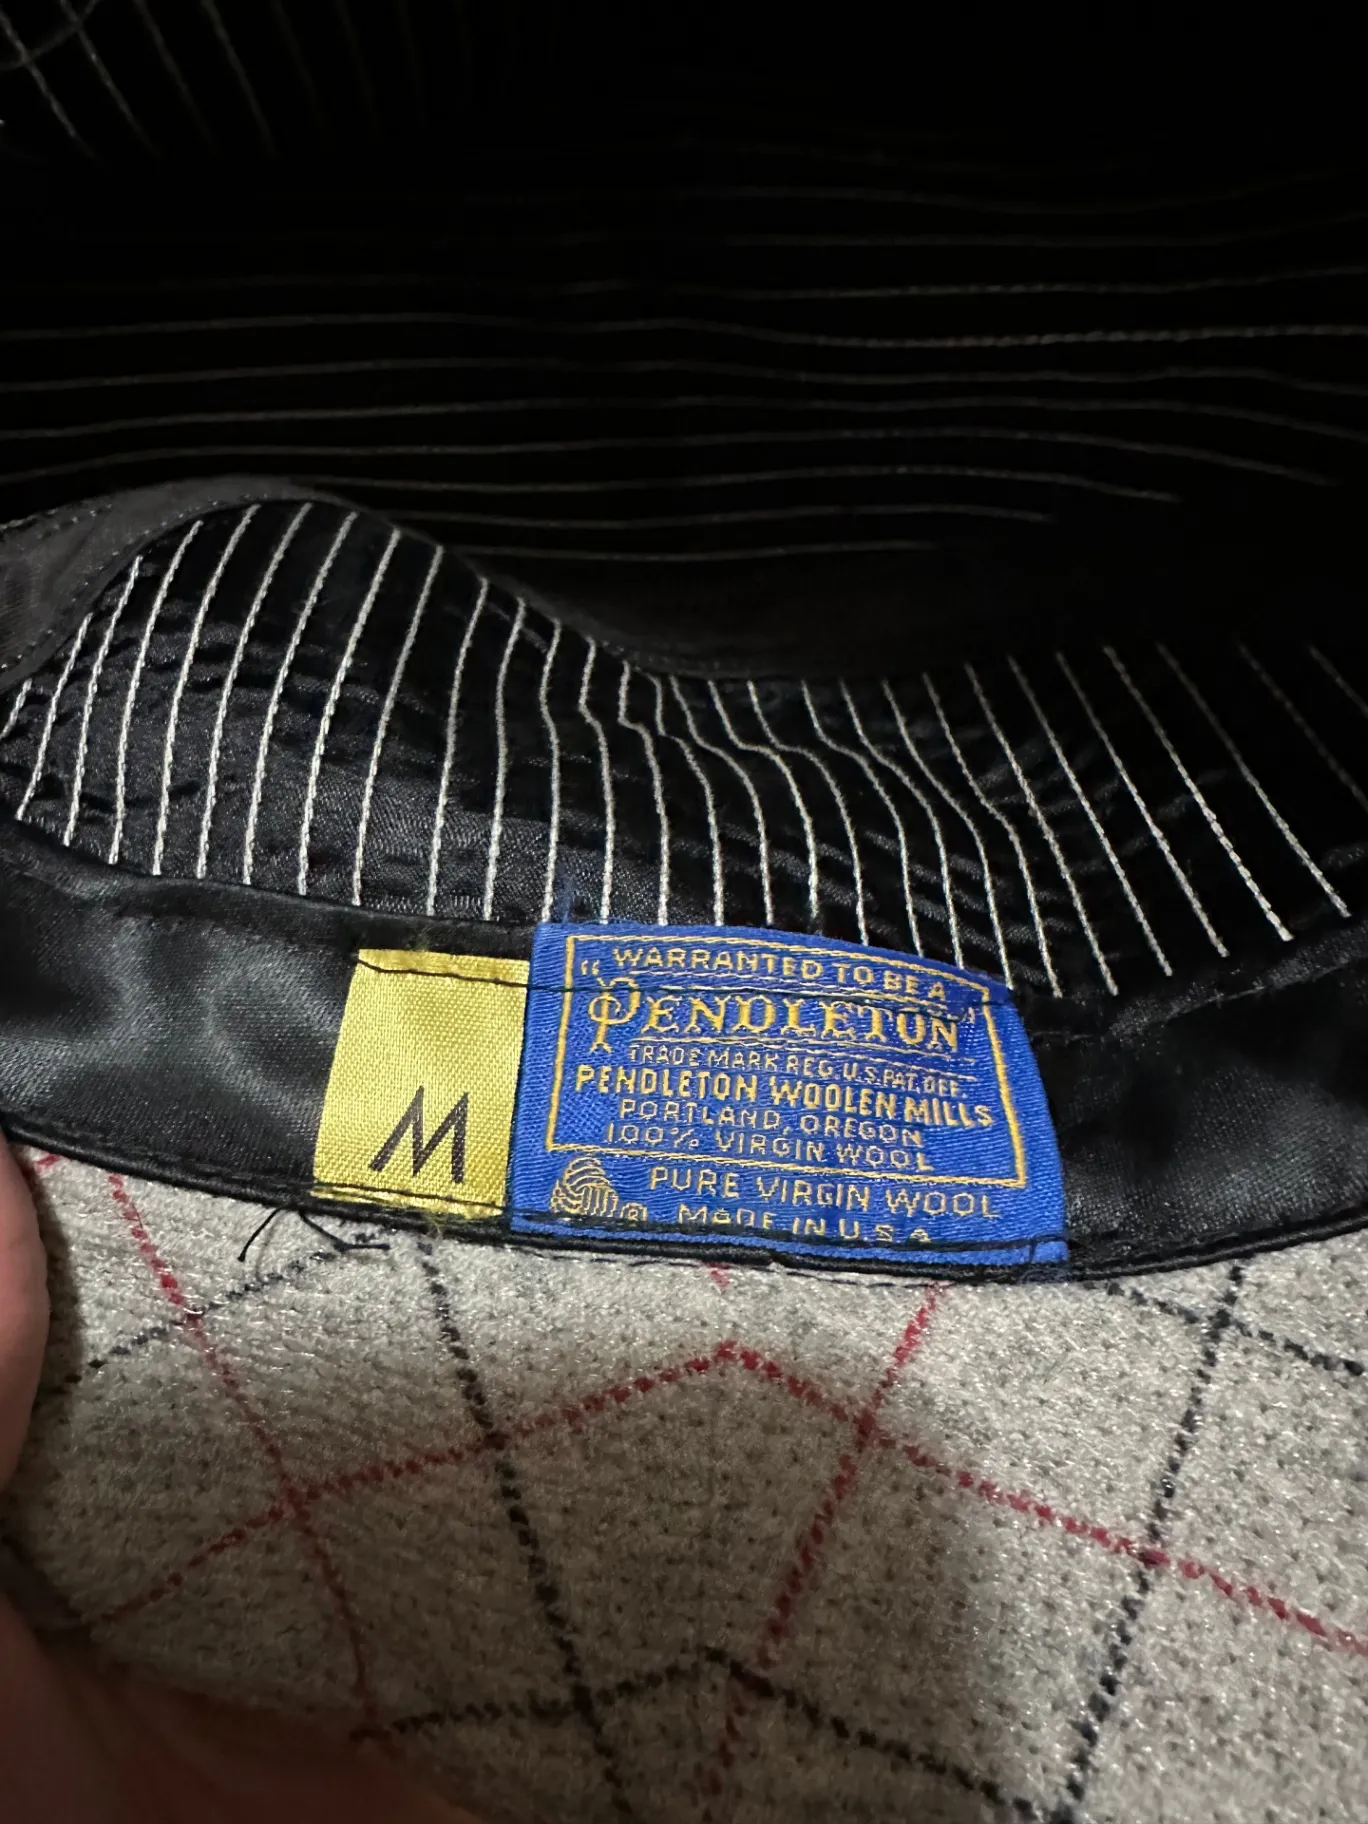 M
"WARRANTED TO BE A
PENDLETON"
TRADE MARK REG. U.S. PAT. OFF.
PENDLETON WOOLEN MILLS
PORTLAND, OREGON
100% VIRGIN WOOL
PURE VIRGIN WOOL
® MADE IN U.S.A.